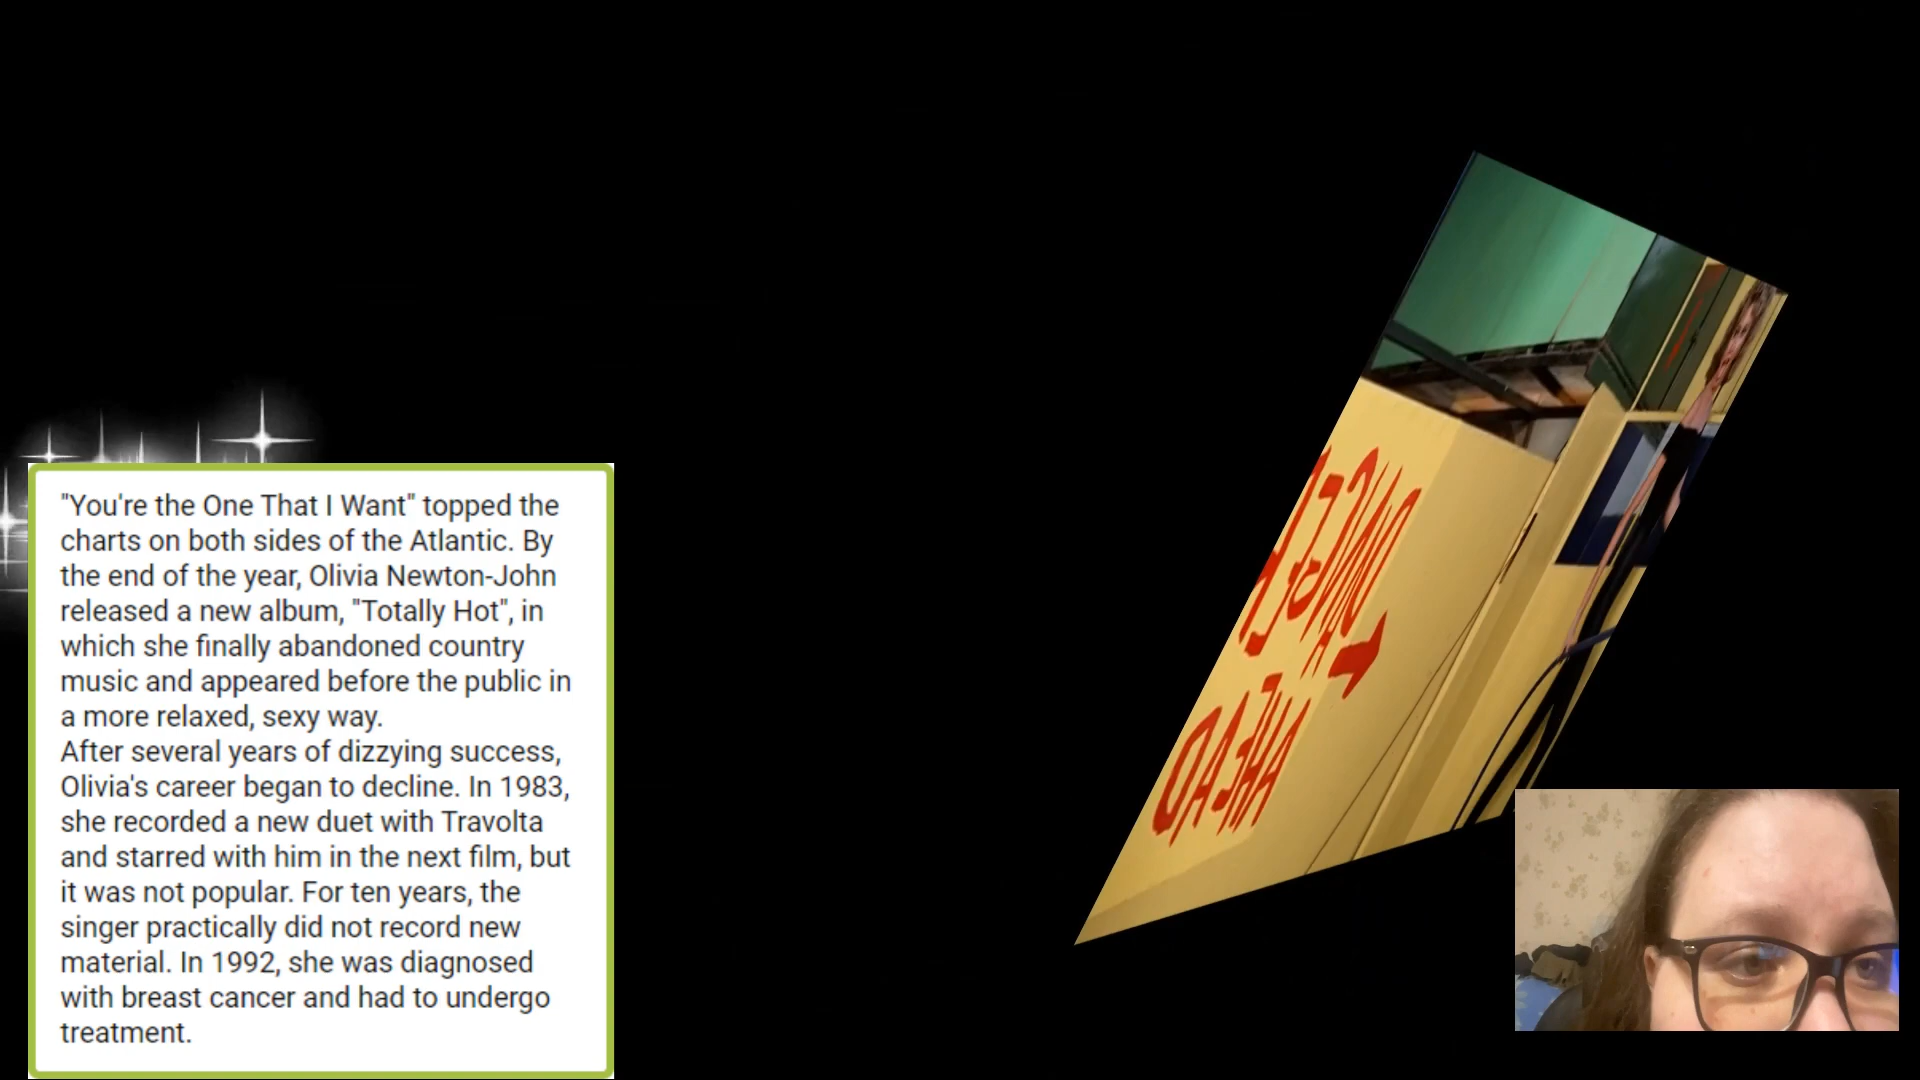 "You're the One That I Want" topped the
charts on both sides of the Atlantic. By
the end of the year, Olivia Newton-John
released a new album, "Totally Hot", in
which she finally abandoned country
music and appeared before the public in
a more relaxed, sexy way.
After several years of dizzying success,
Olivia's career began to decline. In 1983,
she recorded a new duet with Travolta
and starred with him in the next film, but
it was not popular. For ten years, the
singer practically did not record new
material. In 1992, she was diagnosed
with breast cancer and had to undergo
treatment.
DANGER
AHEAD